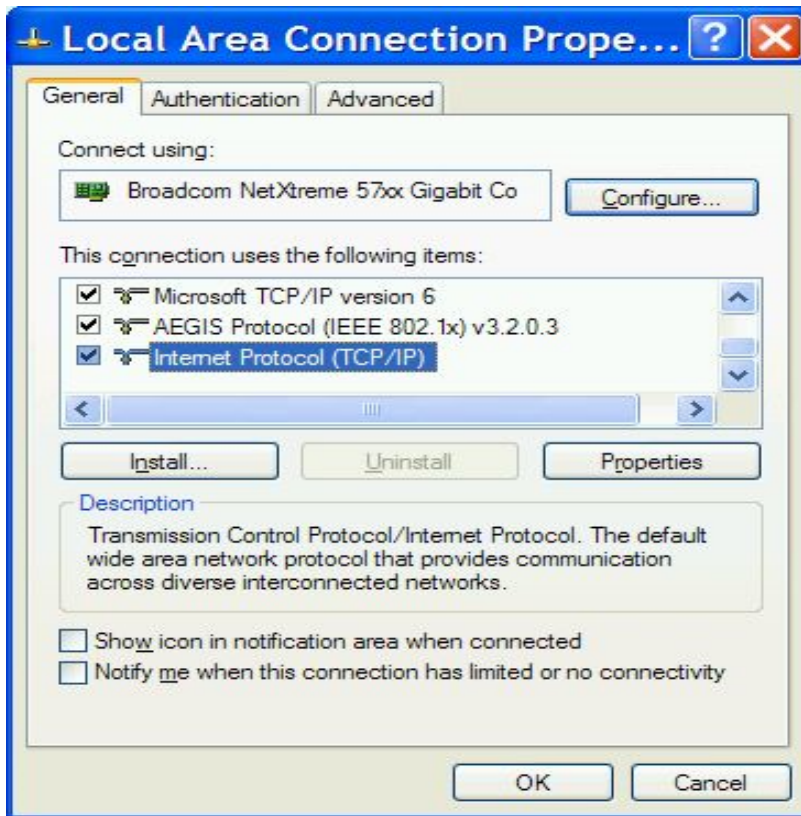 Local Area Connection Prope...
General Authentication Advanced
Connect using:
Broadcom NetXtreme 57xx Gigabit Co
Configure...
This connection uses the following items:
Microsoft TCP/IP version 6
AEGIS Protocol (IEEE 802.1x) v3.2.0.3
Internet Protocol (TCP/IP)
Install... Uninstall Properties
Description
Transmission Control Protocol/Internet Protocol. The default
wide area network protocol that provides communication
across diverse interconnected networks.
Show icon in notification area when connected
Notify me when this connection has limited or no connectivity
OK Cancel